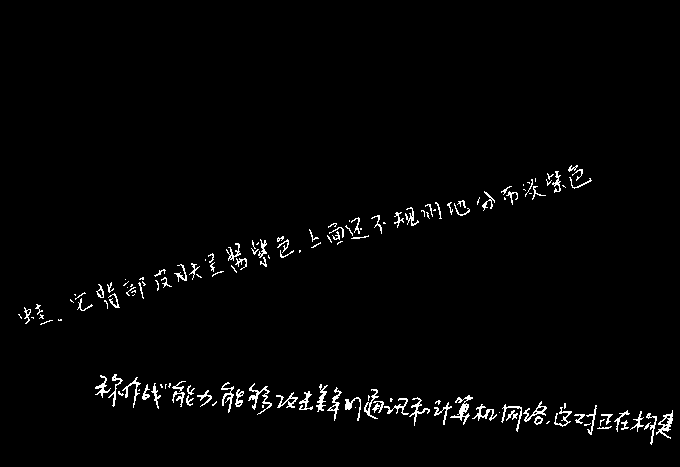 蛙。它背部皮肤呈酱紫色,上面还不规则地分布淡紫色
称作战”能力,能够攻击美军的通讯和计算机网络,这对正在构建